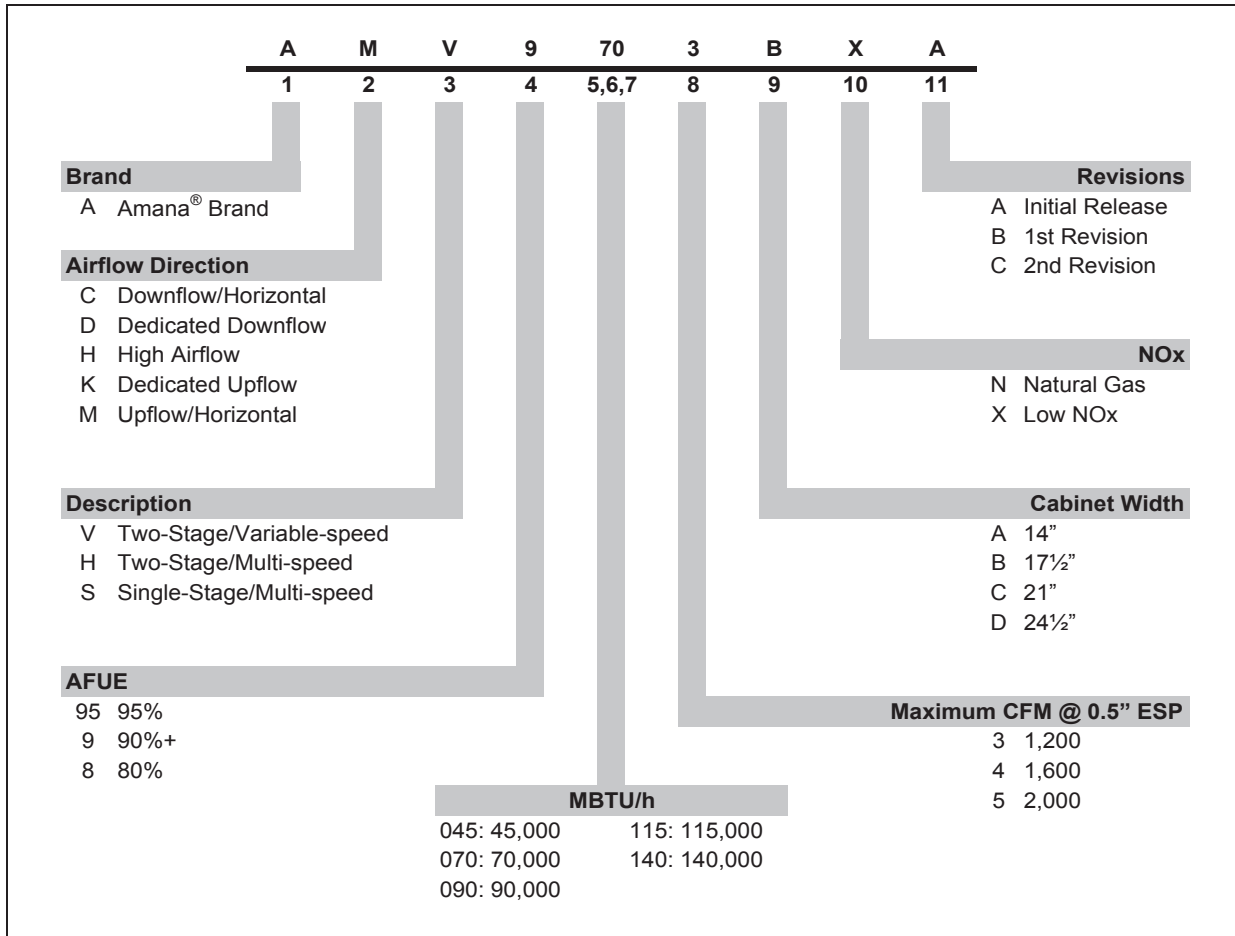 A M V 9 70 3 B X A
1 2 3 4 5,6,7 8 9 10 11
Brand
A Amana® Brand
Airflow Direction
C Downflow/Horizontal
D Dedicated Downflow
H High Airflow
K Dedicated Upflow
M Upflow/Horizontal
Description
V Two-Stage/Variable-speed
H Two-Stage/Multi-speed
S Single-Stage/Multi-speed
AFUE
95 95%
9 90%+
8 80%
MBTU/h
045: 45,000 115: 115,000
070: 70,000 140: 140,000
090: 90,000
Revisions
A Initial Release
B 1st Revision
C 2nd Revision
NOx
N Natural Gas
X Low NOx
Cabinet Width
A 14”
B 17½”
C 21”
D 24½”
Maximum CFM @ 0.5” ESP
3 1,200
4 1,600
5 2,000